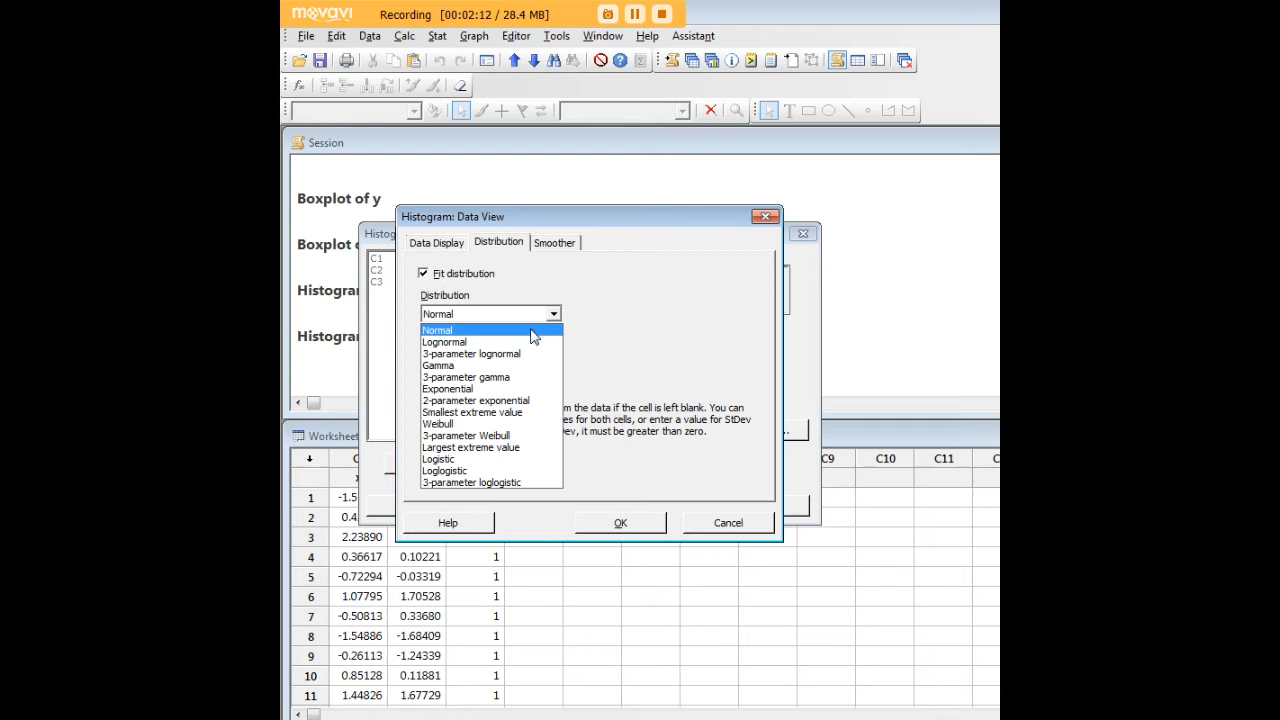 movavi Recording [00:02:12 / 28.4 MB]
File Edit Data Calc Stat Graph Editor Tools Window Help Assistant
Session
Boxplot of y
Histogram: Data View
Data Display Distribution Smoother
Fit distribution
Distribution
Normal
Normal
Lognormal
3-parameter lognormal
Gamma
3-parameter gamma
Exponential
2-parameter exponential
Smallest extreme value
Weibull
3-parameter Weibull
Largest extreme value
Logistic
Loglogistic
3-parameter loglogistic
the data if the cell is left blank. You can
for both cells, or enter a value for StDev
it must be greater than zero.
Help OK Cancel
Boxplot
C1
C2
C3
C9 C10 C11
1 -1.5
2
3 2.23890
4 0.36617 0.10221 1
5 -0.72294 -0.03319 1
6 1.07795 1.70528 1
7 -0.50813 0.33680 1
8 -1.54886 -1.68409 1
9 -0.26113 -1.24339 1
10 0.85128 0.11881 1
11 1.44826 1.67729 1